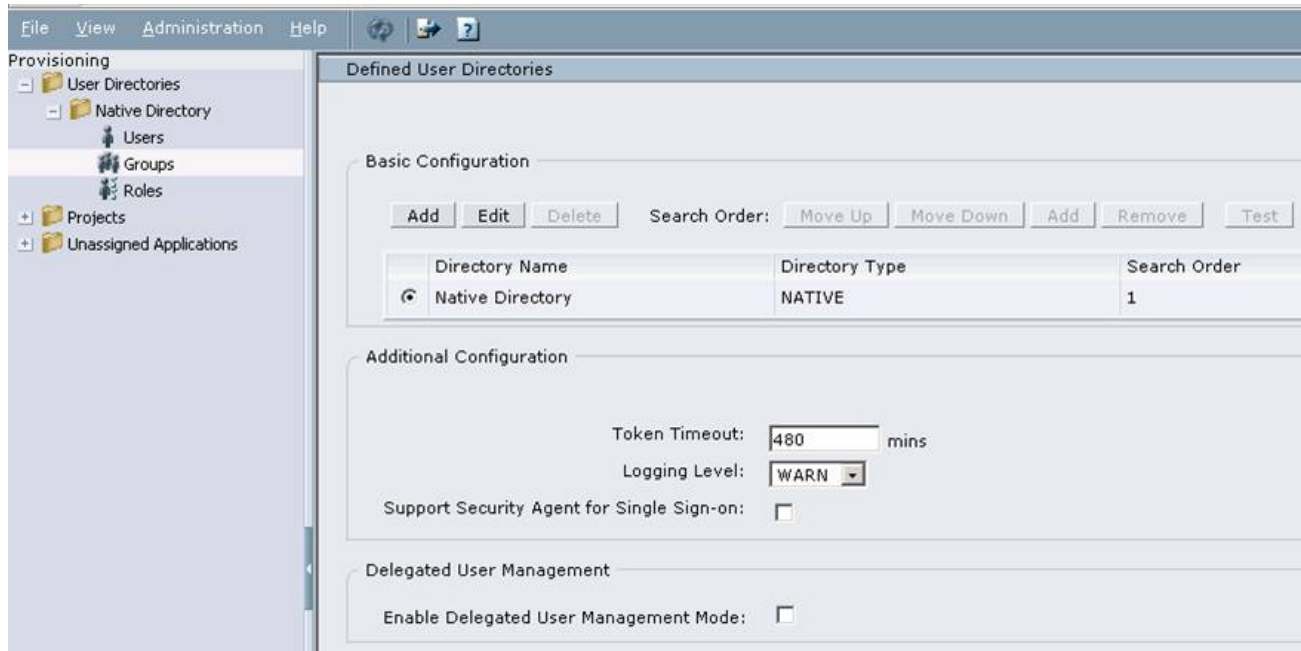 File View Administration Help
Provisioning
User Directories
Native Directory
Users
Groups
Roles
Projects
Unassigned Applications
Defined User Directories
Basic Configuration
Add Edit Delete Search Order: Move Up Move Down Add Remove Test
Directory Name Directory Type Search Order
Native Directory NATIVE 1
Additional Configuration
Token Timeout: 480 mins
Logging Level: WARN
Support Security Agent for Single Sign-on:
Delegated User Management
Enable Delegated User Management Mode: